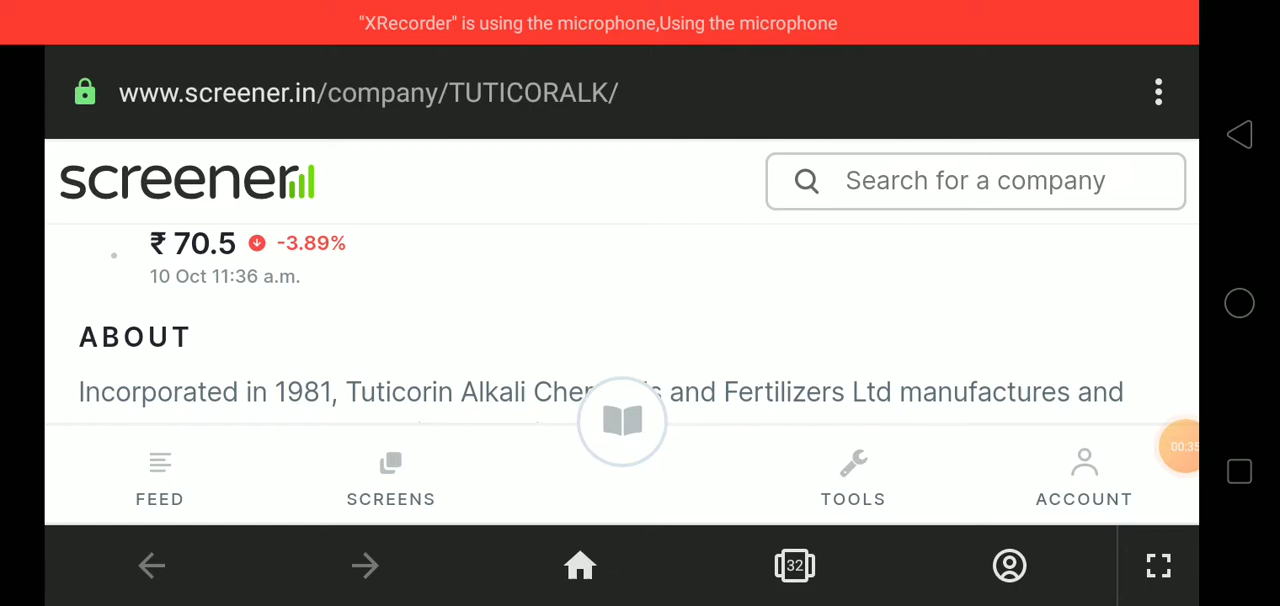 "XRecorder" is using the microphone,Using the microphone
www.screener.in/company/TUTICORALK/
screener
Search for a company
₹ 70.5 -3.89%
10 Oct 11:36 a.m.
ABOUT
Incorporated in 1981, Tuticorin Alkali and Fertilizers Ltd manufactures and
FEED
SCREENS
TOOLS
ACCOUNT
00:35
32